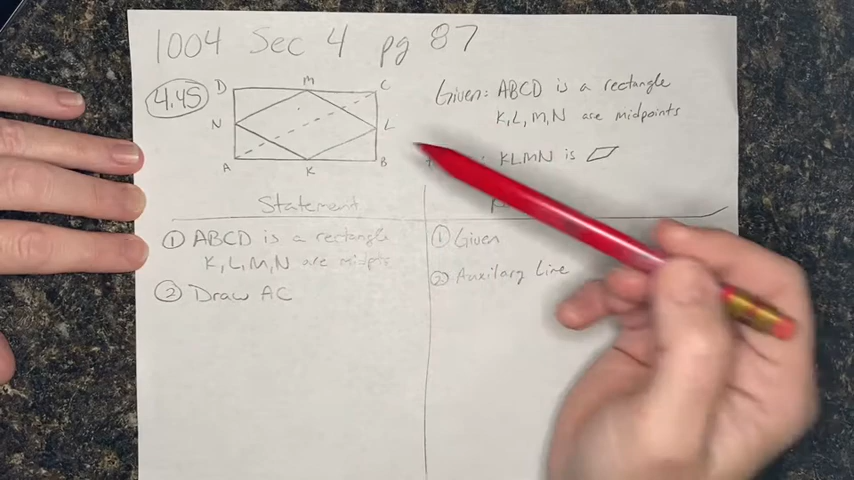 1004 Sec 4 pg 87
4.45
D M C
N L
A K B
Given: ABCD is a rectangle
K,L,M,N are midpoints
KLMN is ▱
Statement
① ABCD is a rectangle
K,L,M,N are midpts
② Draw AC
① Given
② Auxilary Line